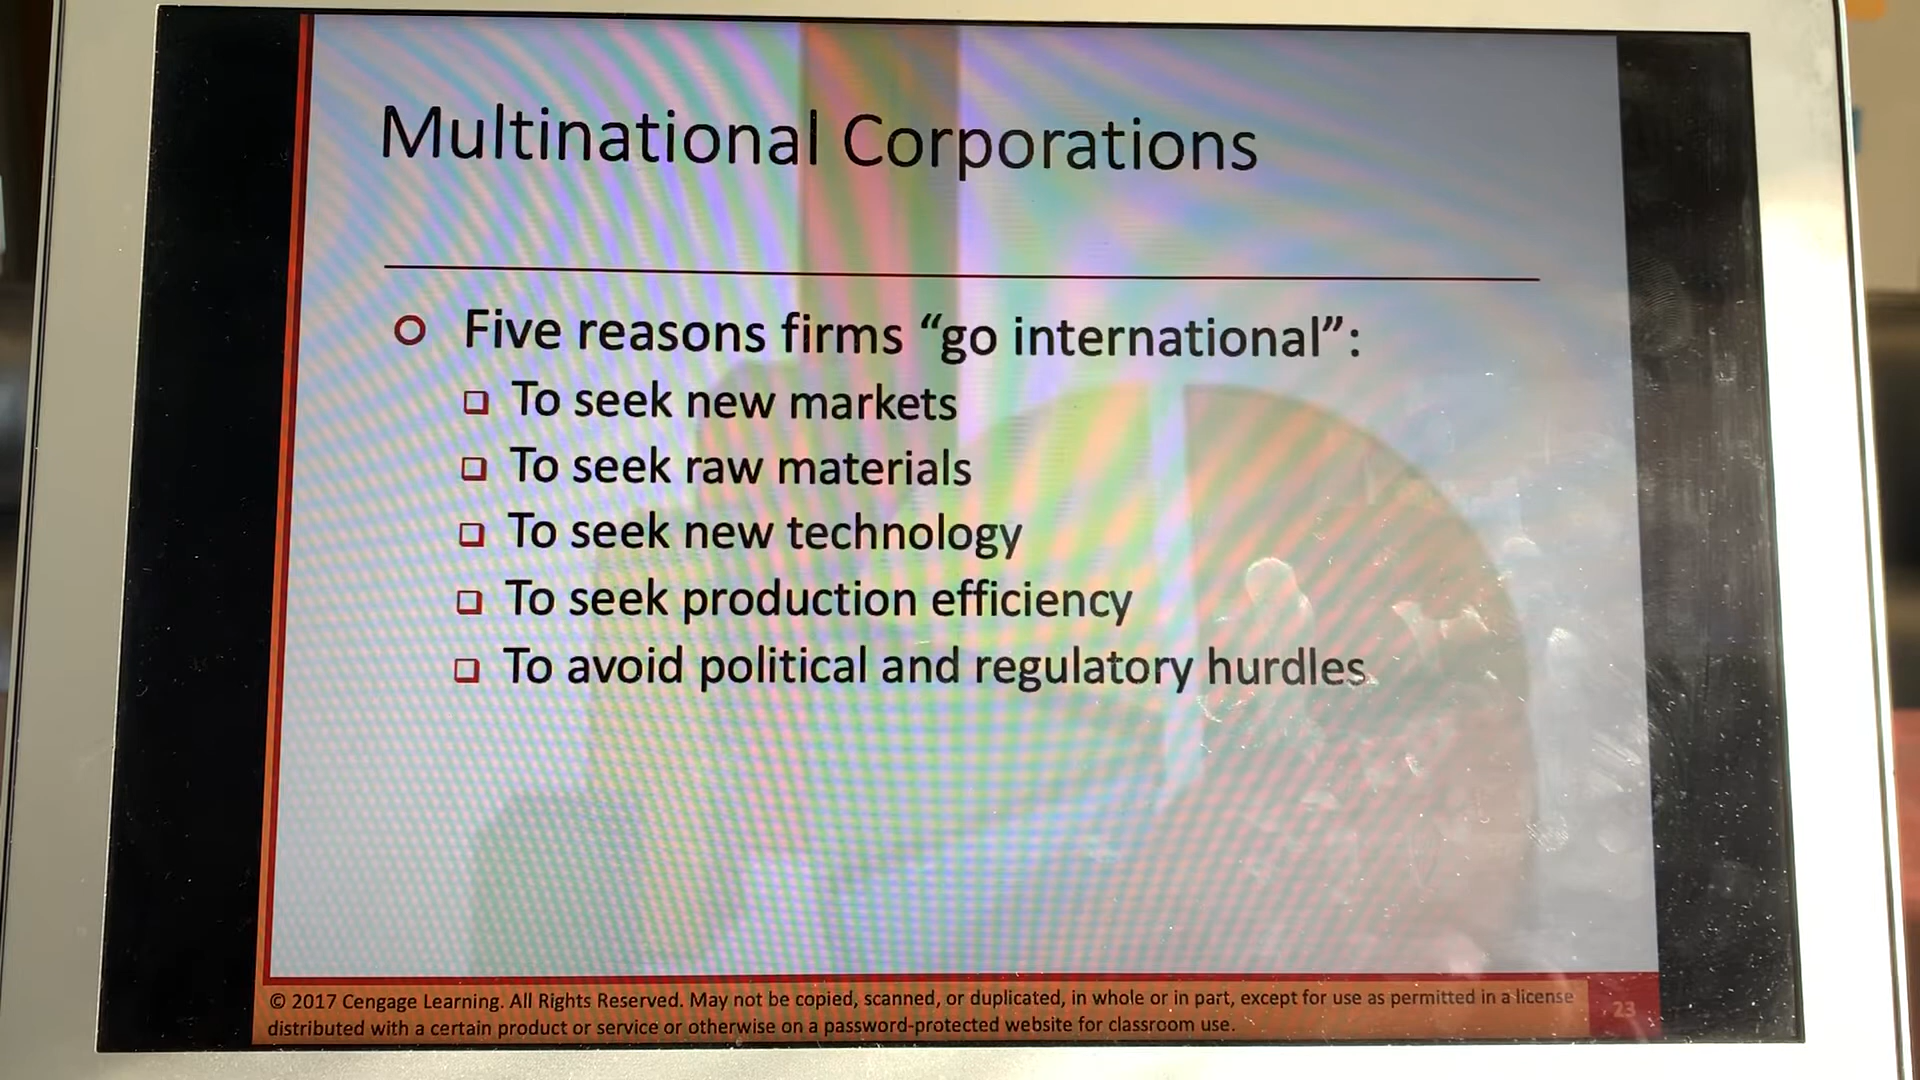 Multinational Corporations
Five reasons firms “go international”:
To seek new markets
To seek raw materials
To seek new technology
To seek production efficiency
To avoid political and regulatory hurdles
© 2017 Cengage Learning. All Rights Reserved. May not be copied, scanned, or duplicated, in whole or in part, except for use as permitted in a license
distributed with a certain product or service or otherwise on a password-protected website for classroom use.
23